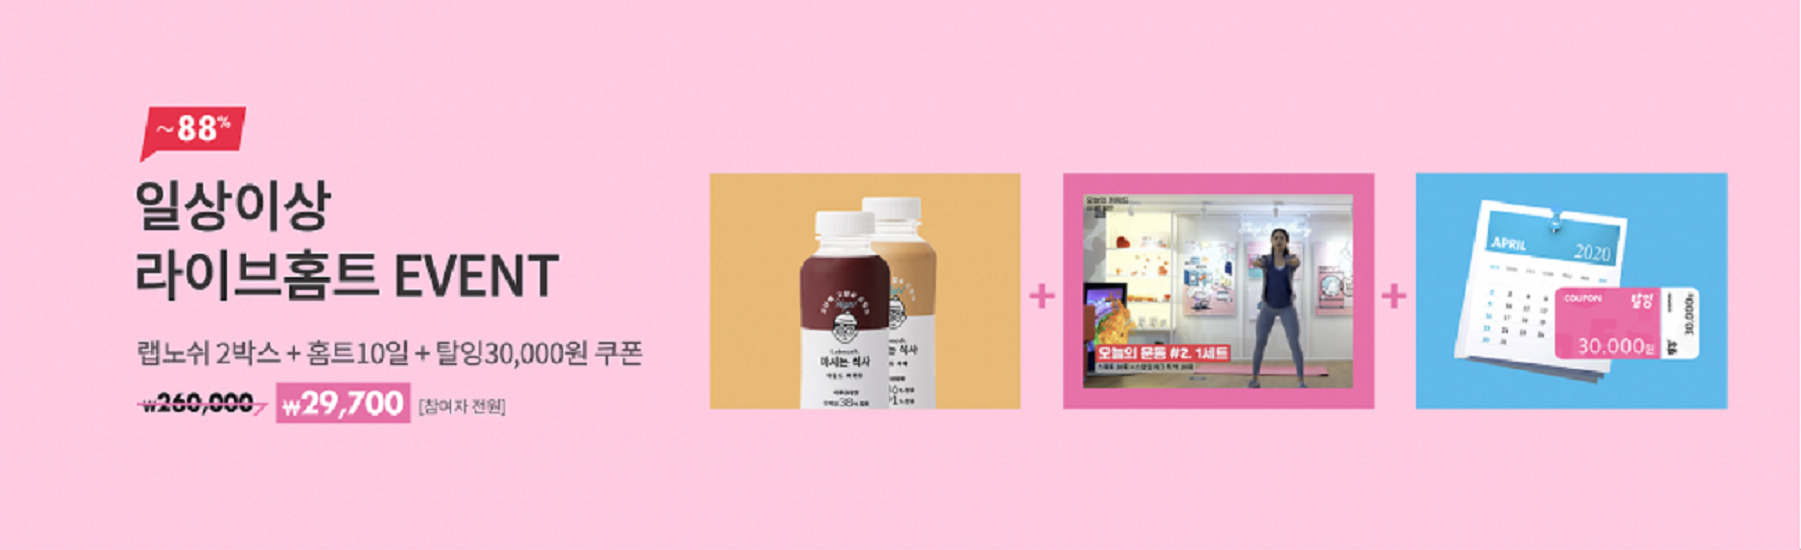 ~88%
일상이상
라이브홈트 EVENT
랩노쉬 2박스 + 홈트10일 + 탈잉30,000원 쿠폰
₩260,000
₩29,700 [참여자 전원]
마시는 식사
38
+
오늘의 운동 #2. 1세트
+
APRIL 2020
COUPON 탈잉
30.000원